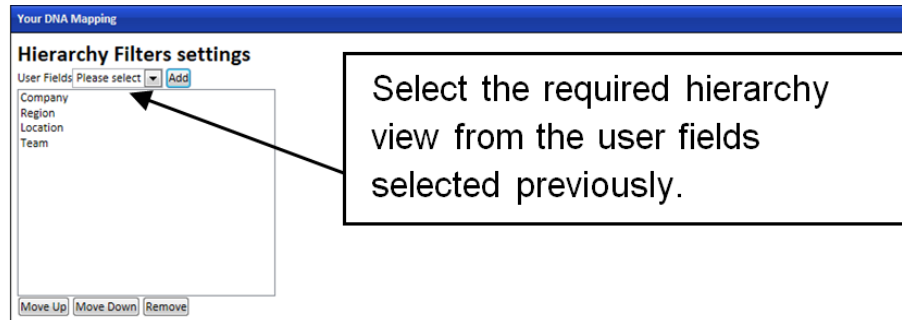 Your DNA Mapping
Hierarchy Filters settings
User Fields Please select Add
Company
Region
Location
Team
Select the required hierarchy
view from the user fields
selected previously.
Move Up Move Down Remove